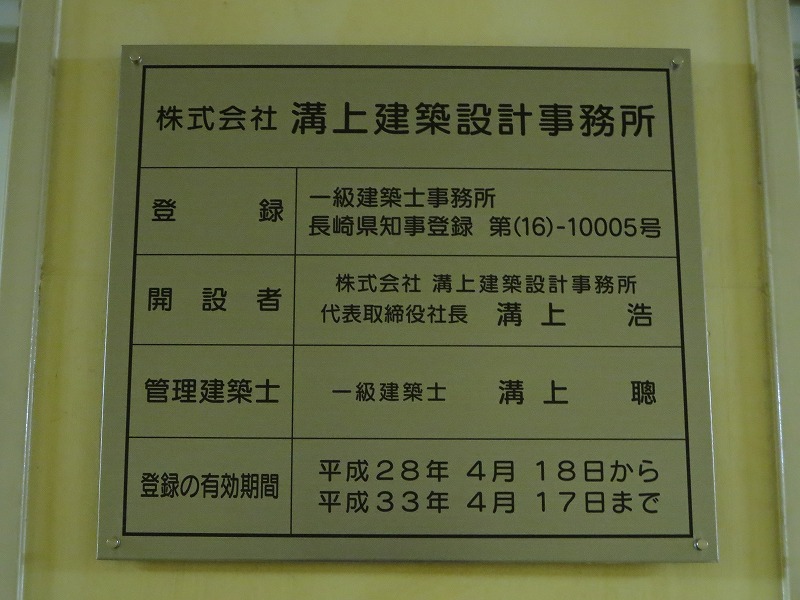 株式会社 溝上建築設計事務所
登録 一級建築士事務所
長崎県知事登録 第(16)-10005号
開設者 株式会社 溝上建築設計事務所
代表取締役社長 溝上 浩
管理建築士 一級建築士 溝上 聰
登録の有効期間 平成28年 4月 18日から
平成33年 4月 17日まで